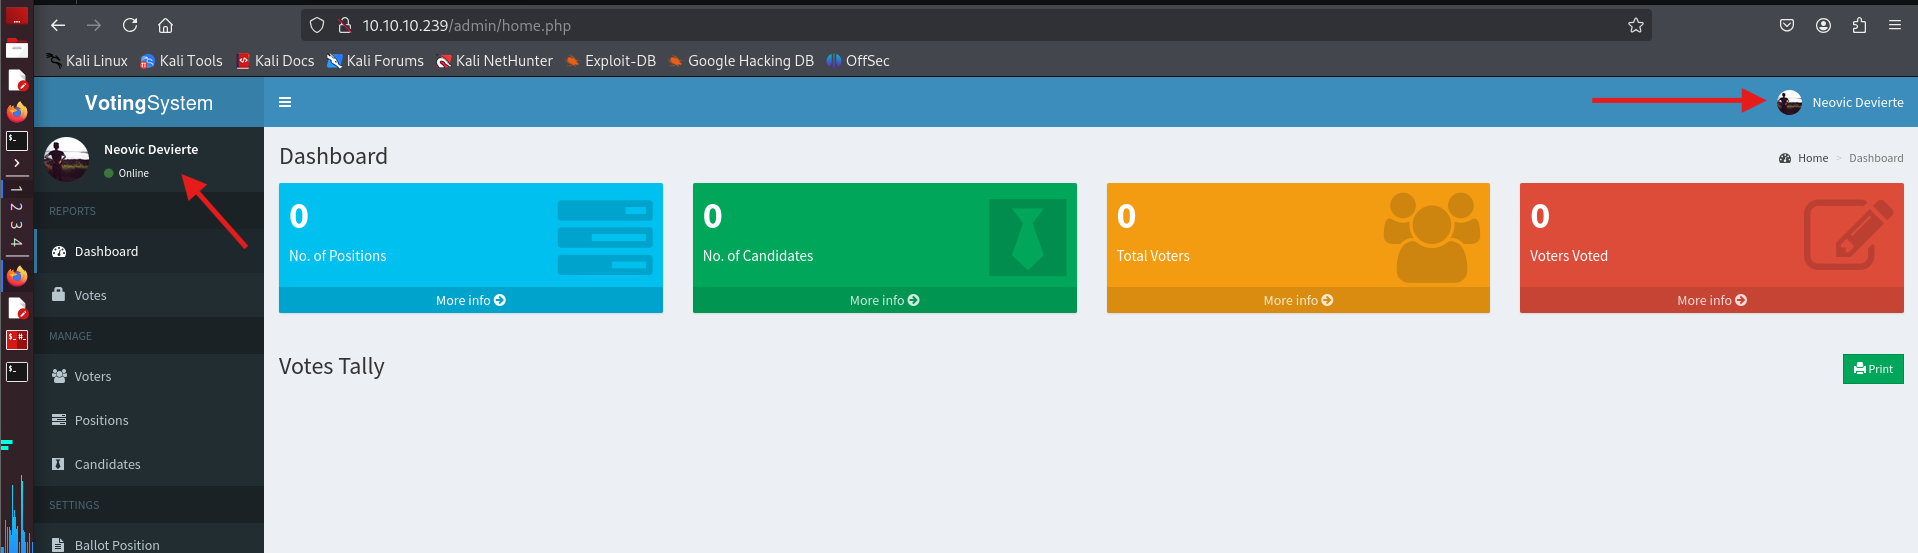 10.10.10.239/admin/home.php
Kali Linux Kali Tools Kali Docs Kali Forums Kali NetHunter Exploit-DB Google Hacking DB OffSec
VotingSystem
Neovic Devierte
Neovic Devierte
Online
Dashboard
Home > Dashboard
REPORTS
Dashboard
Votes
MANAGE
Voters
Positions
Candidates
SETTINGS
Ballot Position
0
No. of Positions
More info
0
No. of Candidates
More info
0
Total Voters
More info
0
Voters Voted
More info
Votes Tally
Print
1
2
3
4